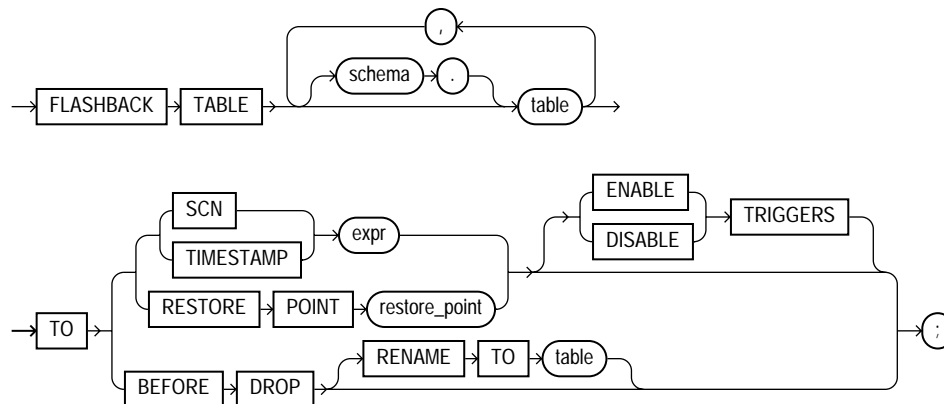 ,
schema .
FLASHBACK TABLE table
SCN ENABLE
expr TRIGGERS
TIMESTAMP DISABLE
RESTORE POINT restore_point
TO ;
RENAME TO table
BEFORE DROP